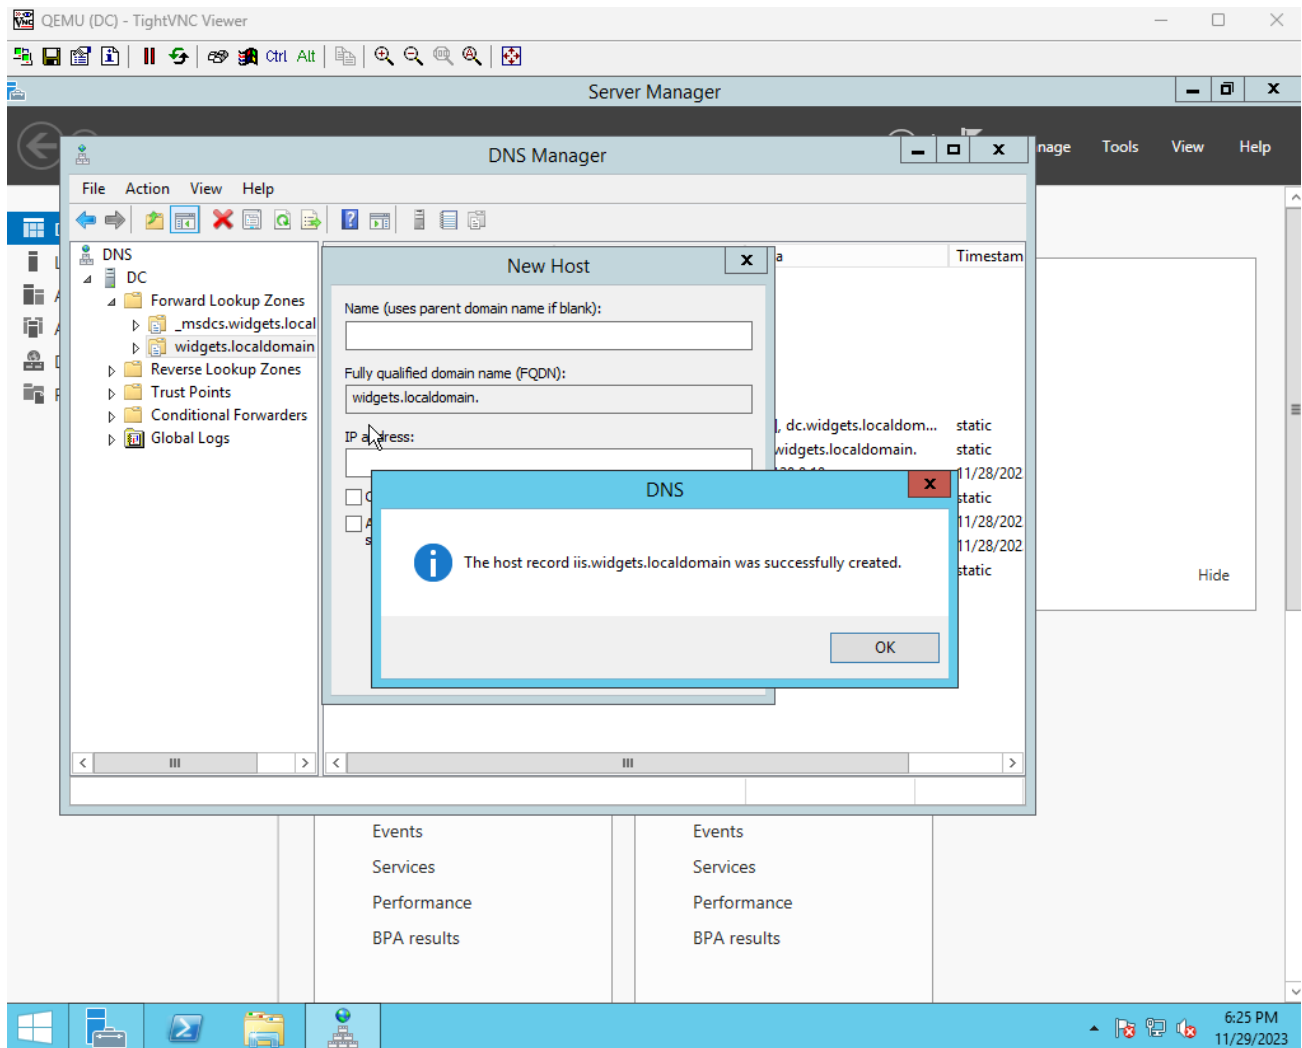 QEMU (DC) - TightVNC Viewer
Ctrl Alt
Server Manager
Tools View Help
DNS Manager
File Action View Help
DNS
DC
Forward Lookup Zones
_msdcs.widgets.local
widgets.localdomain
Reverse Lookup Zones
Trust Points
Conditional Forwarders
Global Logs
Timestam
, dc.widgets.localdom... static
widgets.localdomain. static
11/28/202
static
11/28/202
11/28/202
static
New Host
Name (uses parent domain name if blank):
Fully qualified domain name (FQDN):
widgets.localdomain.
IP address:
DNS
The host record iis.widgets.localdomain was successfully created.
OK
Hide
Events Events
Services Services
Performance Performance
BPA results BPA results
6:25 PM
11/29/2023